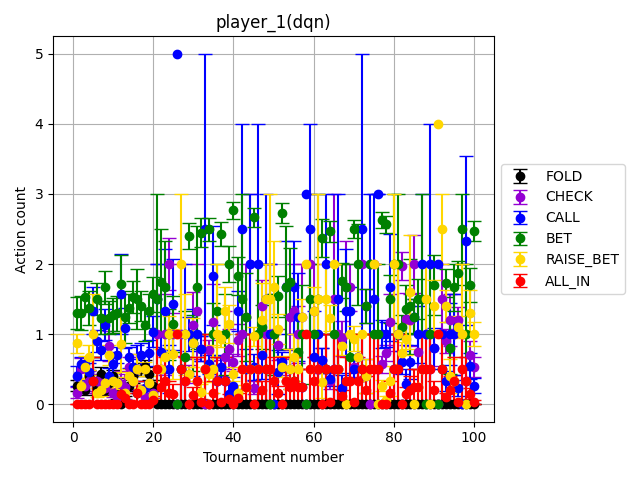 player_1(dqn)
Action count
5
4
3
2
1
0
0
20
40
60
80
100
Tournament number
FOLD
CHECK
CALL
BET
RAISE_BET
ALL_IN